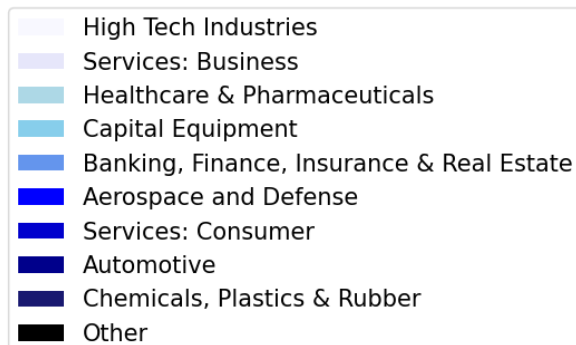 High Tech Industries
Services: Business
Healthcare & Pharmaceuticals
Capital Equipment
Banking, Finance, Insurance & Real Estate
Aerospace and Defense
Services: Consumer
Automotive
Chemicals, Plastics & Rubber
Other